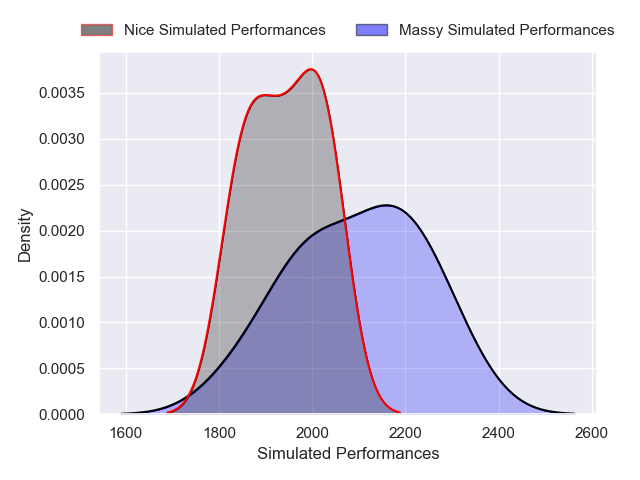 Nice Simulated Performances Massy Simulated Performances
0.0035
0.0030
0.0025
0.0020
0.0015
0.0010
0.0005
0.0000
Density
1600 1800 2000 2200 2400 2600
Simulated Performances